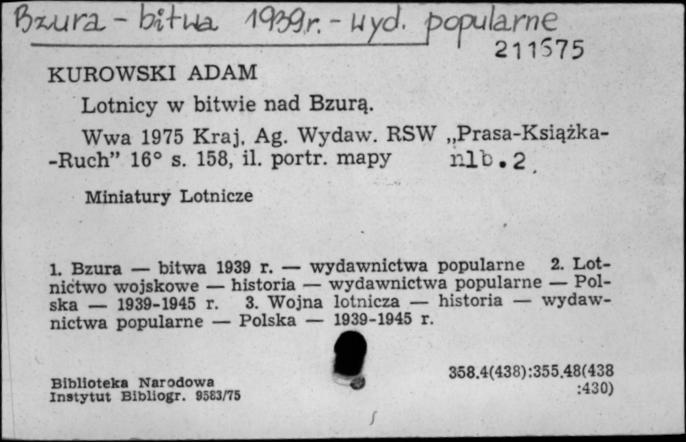 Bzura - bitwa 1939r. - wyd. popularne
211575
KUROWSKI ADAM
Lotnicy w bitwie nad Bzurą.
Wwa 1975 Kraj. Ag. Wydaw. RSW „Prasa-Książka-
-Ruch” 16° s. 158, il. portr. mapy nlb.2.
Miniatury Lotnicze
1. Bzura — bitwa 1939 r. — wydawnictwa popularne 2. Lot-
nictwo wojskowe — historia — wydawnictwa popularne — Pol-
ska — 1939-1945 r. 3. Wojna lotnicza — historia — wydaw-
nictwa popularne — Polska — 1939-1945 r.
358.4(438):355.48(438
:430)
Biblioteka Narodowa
Instytut Bibliogr. 9583/75